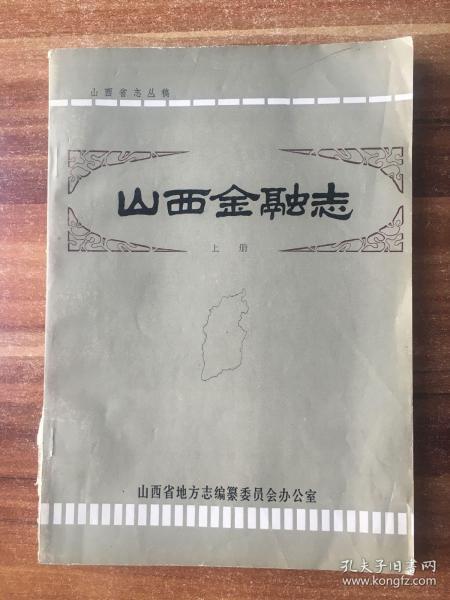 山西省志丛稿
山西金融志
上册
山西省地方志编纂委员会办公室
孔夫子旧书网
www.kongfz.com